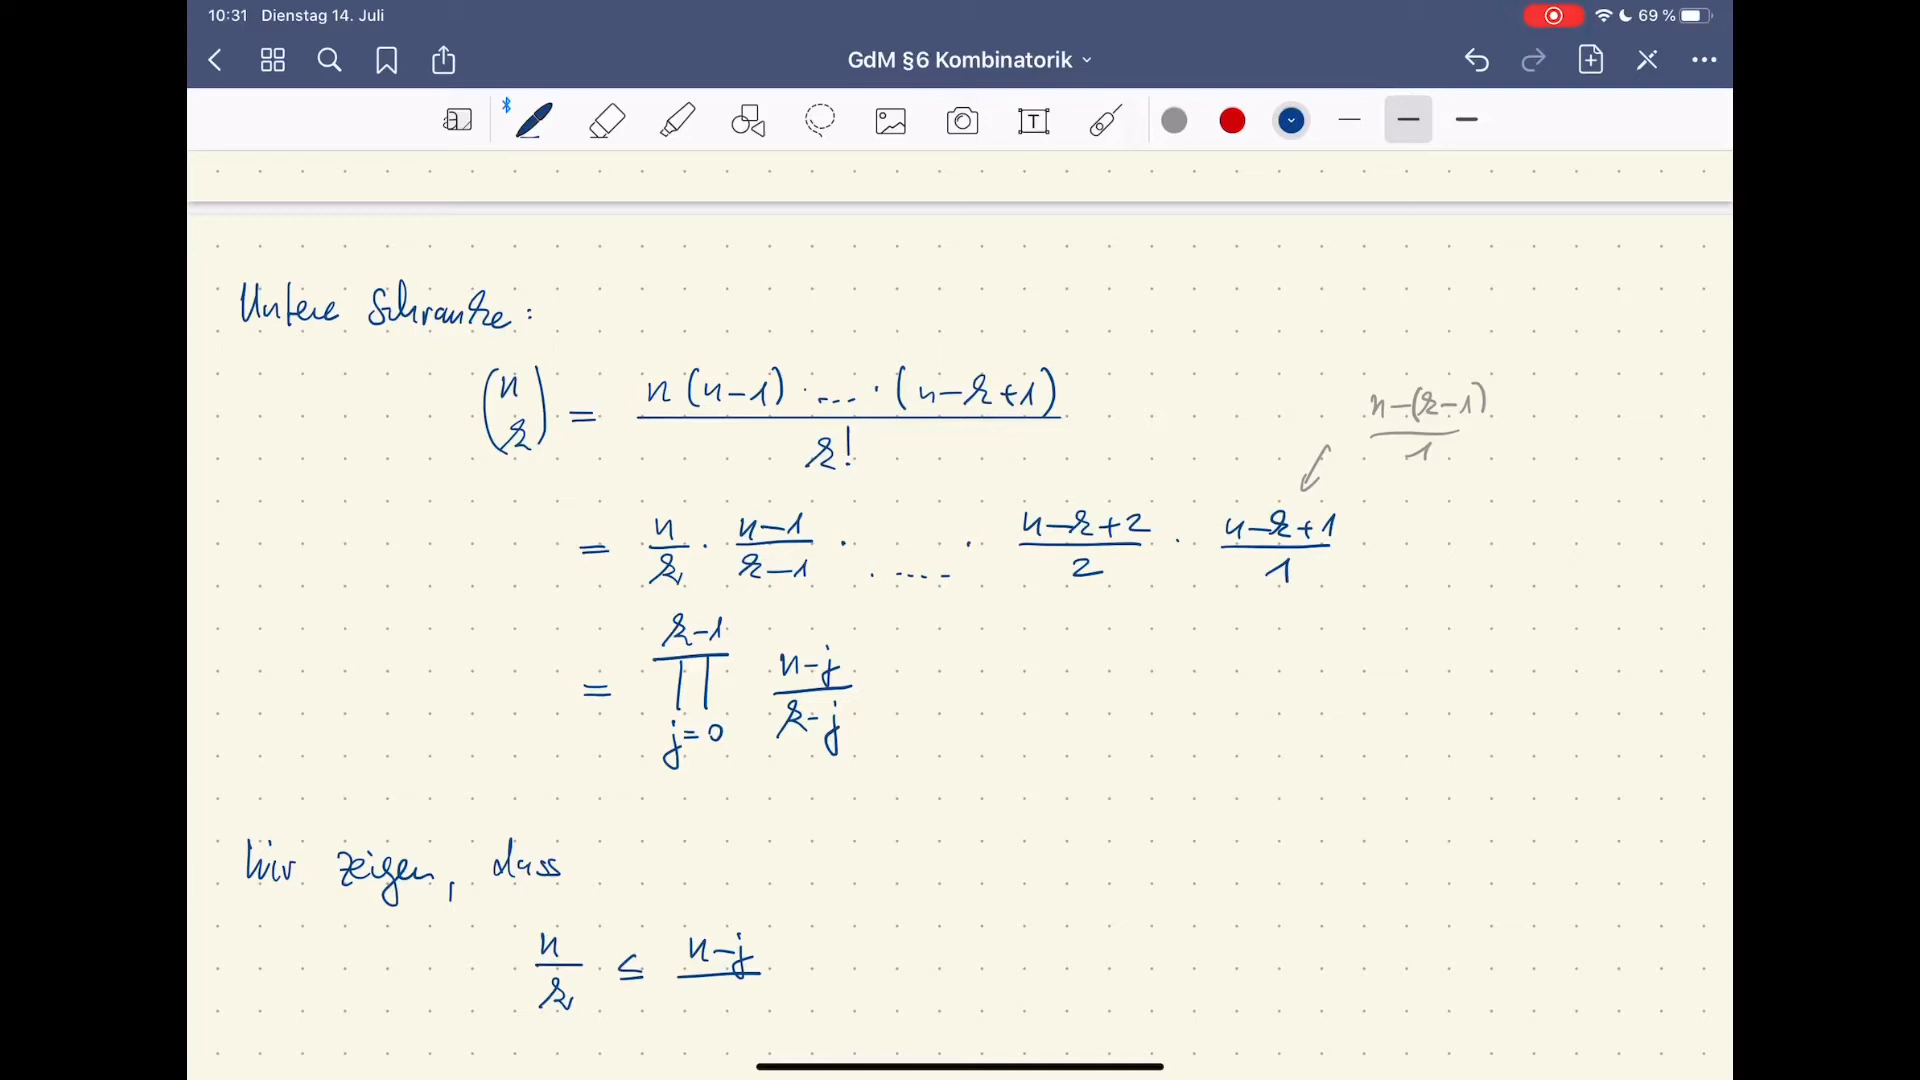 10:31 Dienstag 14. Juli 69 %
GdM §6 Kombinatorik
T
Untere Schranke:
(n k) = n(n-1)·...·(n-k+1) / k!
n-(k-1) / 1
= n/k · (n-1)/(k-1) · ..... · (n-k+2)/2 · (n-k+1)/1
= ∏_{j=0}^{k-1} (n-j)/(k-j)
Wir zeigen, dass
n/k ≤ n-j